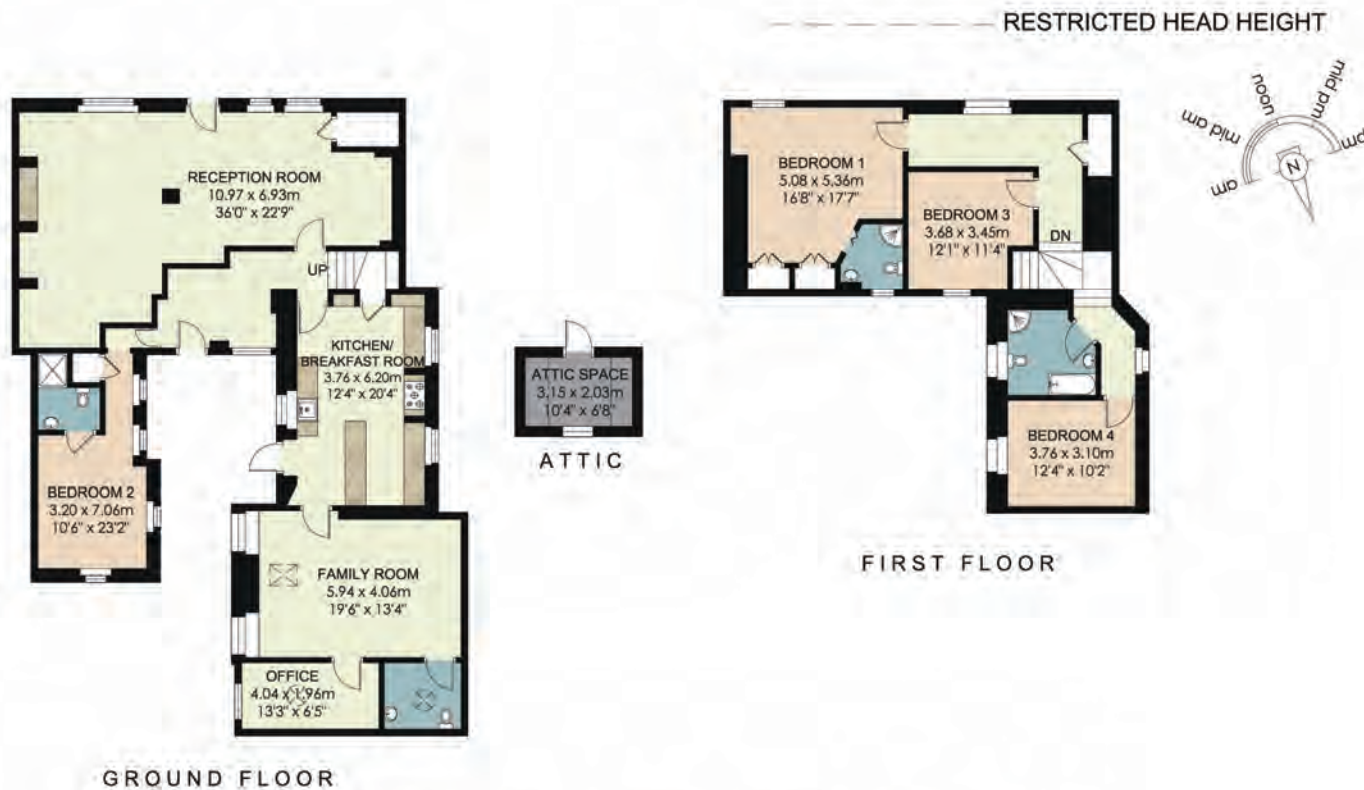 RESTRICTED HEAD HEIGHT
am
mid am
noon
mid pm
pm
N
RECEPTION ROOM
10.97 x 6.93m
36'0" x 22'9"
UP
KITCHEN/
BREAKFAST ROOM
3.76 x 6.20m
12'4" x 20'4"
BEDROOM 2
3.20 x 7.06m
10'6" x 23'2"
FAMILY ROOM
5.94 x 4.06m
19'6" x 13'4"
OFFICE
4.04 x 1.96m
13'3" x 6'5"
GROUND FLOOR
ATTIC SPACE
3.15 x 2.03m
10'4" x 6'8"
ATTIC
BEDROOM 1
5.08 x 5.36m
16'8" x 17'7"
BEDROOM 3
3.68 x 3.45m
12'1" x 11'4"
DN
BEDROOM 4
3.76 x 3.10m
12'4" x 10'2"
FIRST FLOOR